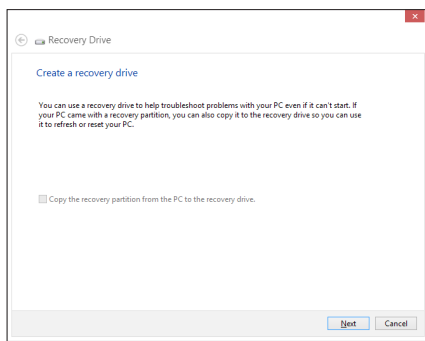 Recovery Drive
Create a recovery drive
You can use a recovery drive to help troubleshoot problems with your PC even if it can't start. If
your PC came with a recovery partition, you can also copy it to the recovery drive so you can use
it to refresh or reset your PC.
Copy the recovery partition from the PC to the recovery drive.
Next Cancel